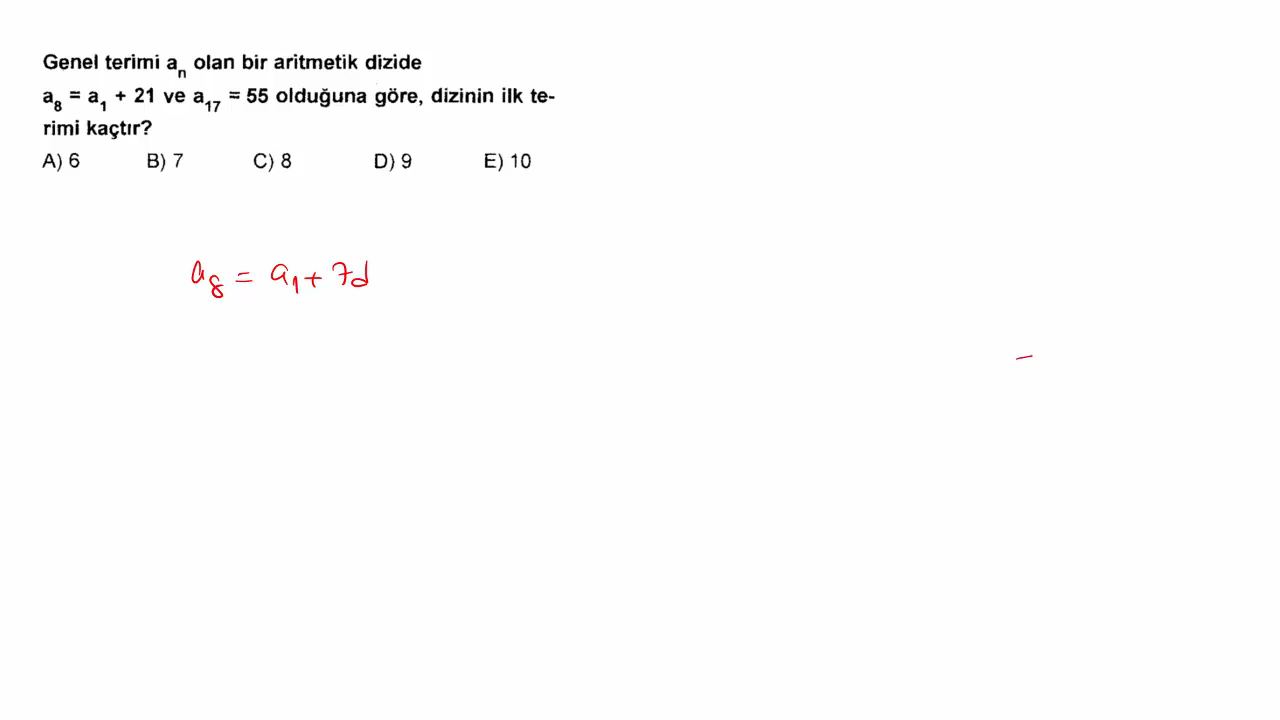 Genel terimi aₙ olan bir aritmetik dizide
a₈ = a₁ + 21 ve a₁₇ = 55 olduğuna göre, dizinin ilk te-
rimi kaçtır?
A) 6 B) 7 C) 8 D) 9 E) 10
a₈ = a₁ + 7d